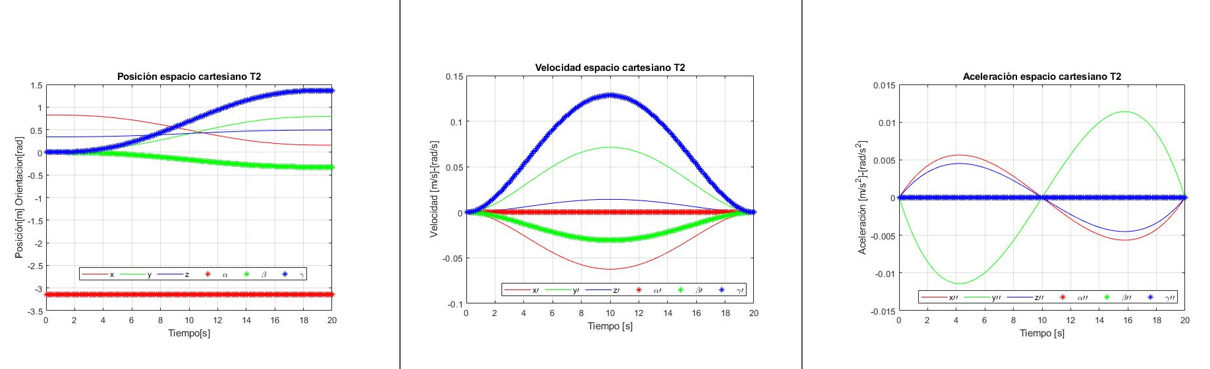 Posición espacio cartesiano T2
Posición[m] Orientacion[rad]
1.5
1
0.5
0
-0.5
-1
-1.5
-2
-2.5
-3
-3.5
x y z α β γ
0 2 4 6 8 10 12 14 16 18 20
Tiempo[s]
Velocidad espacio cartesiano T2
Velocidad [m/s]-[rad/s]
0.15
0.1
0.05
0
-0.05
-0.1
x′ y′ z′ α′ β′ γ′
0 2 4 6 8 10 12 14 16 18 20
Tiempo [s]
Aceleración espacio cartesiano T2
Aceleración [m/s²]-[rad/s²]
0.015
0.01
0.005
0
-0.005
-0.01
-0.015
x′′ y′′ z′′ α′′ β′′ γ′′
0 2 4 6 8 10 12 14 16 18 20
Tiempo [s]